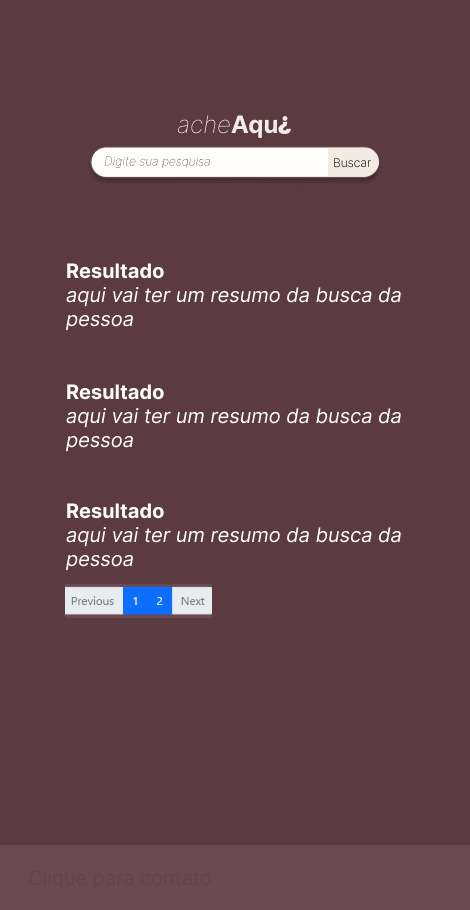 acheAqu¿
Digite sua pesquisa
Buscar
Resultado
aqui vai ter um resumo da busca da
pessoa
Resultado
aqui vai ter um resumo da busca da
pessoa
Resultado
aqui vai ter um resumo da busca da
pessoa
Previous 1 2 Next
Clique para contato